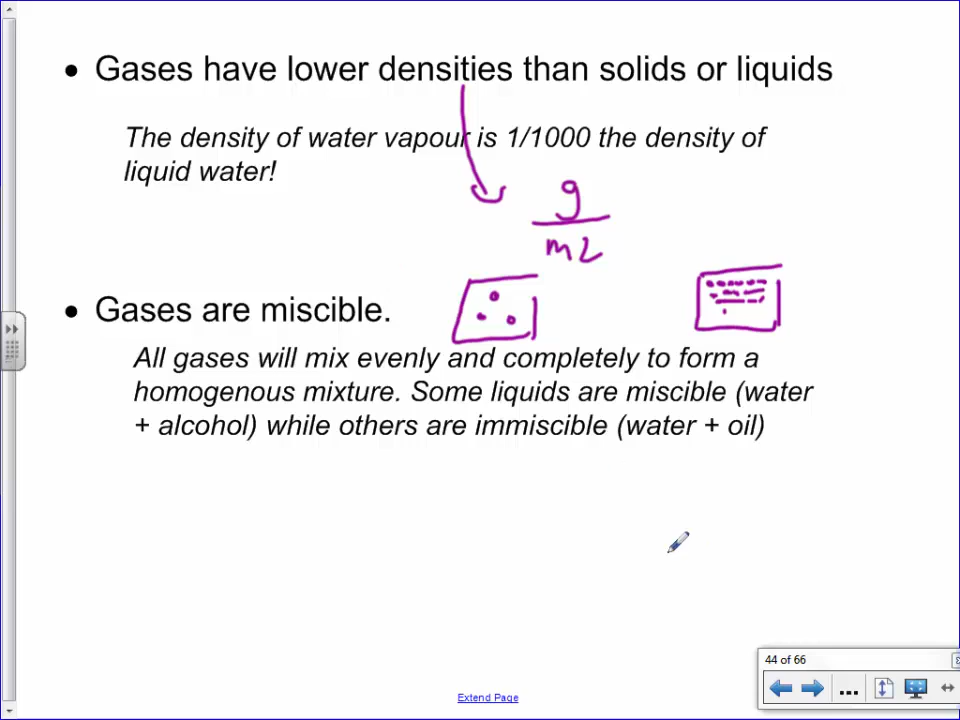 • Gases have lower densities than solids or liquids
The density of water vapour is 1/1000 the density of
liquid water!
g
mL
• Gases are miscible.
All gases will mix evenly and completely to form a
homogenous mixture. Some liquids are miscible (water
+ alcohol) while others are immiscible (water + oil)
44 of 66
...
Extend Page